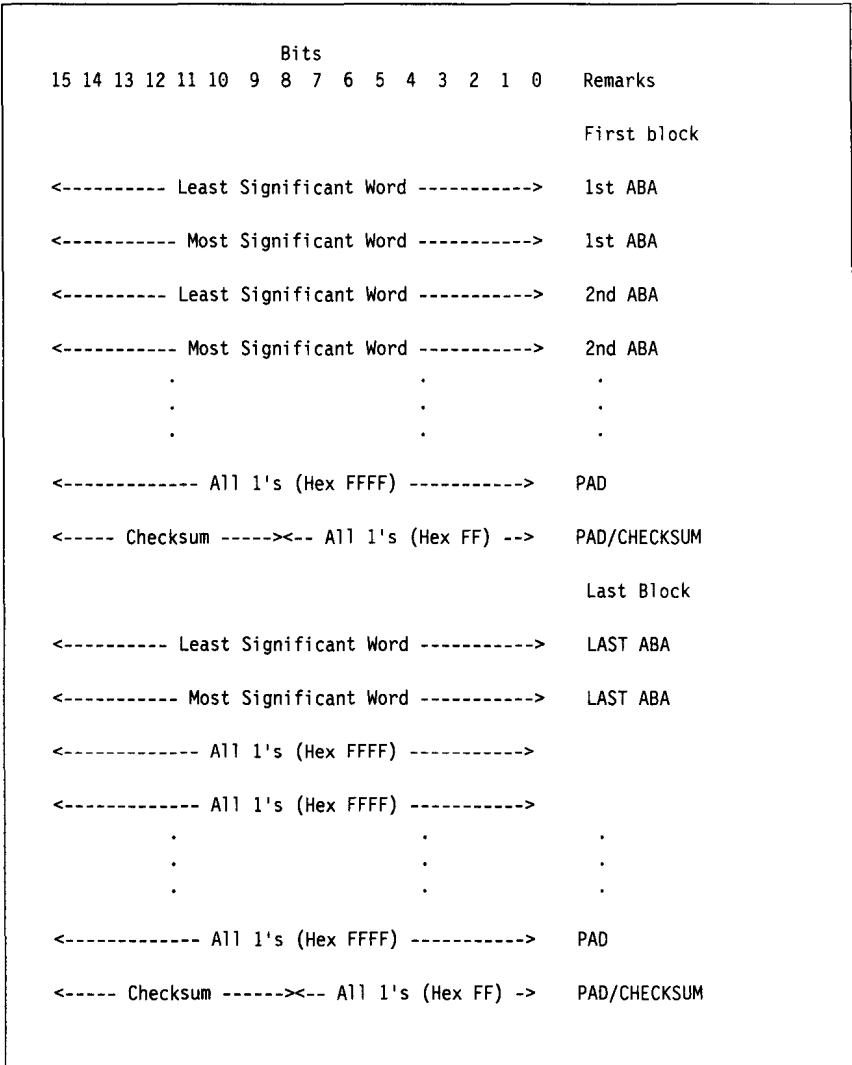 Bits
15 14 13 12 11 10 9 8 7 6 5 4 3 2 1 0 Remarks
First block
<---------- Least Significant Word -----------> 1st ABA
<----------- Most Significant Word -----------> 1st ABA
<---------- Least Significant Word -----------> 2nd ABA
<----------- Most Significant Word -----------> 2nd ABA
. . .
. . .
. . .
<------------- All 1's (Hex FFFF) -----------> PAD
<----- Checksum -----><-- All 1's (Hex FF) --> PAD/CHECKSUM
Last Block
<---------- Least Significant Word -----------> LAST ABA
<----------- Most Significant Word -----------> LAST ABA
<------------- All 1's (Hex FFFF) ----------->
<------------- All 1's (Hex FFFF) ----------->
. . .
. . .
. . .
<------------- All 1's (Hex FFFF) -----------> PAD
<----- Checksum ------><-- All 1's (Hex FF) -> PAD/CHECKSUM